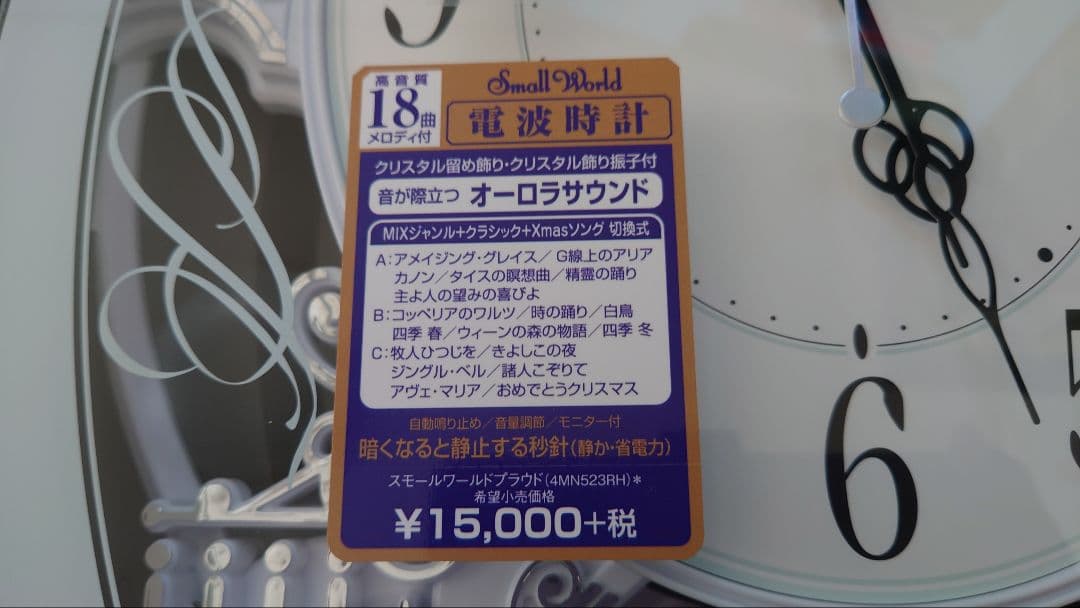 高音質
18曲
メロディ付
Small World
電波時計
クリスタル留め飾り・クリスタル飾り振子付
音が際立つ オーロラサウンド
MIXジャンル+クラシック+Xmasソング 切換式
A:アメイジング・グレイス／G線上のアリア
カノン／タイスの瞑想曲／精霊の踊り
主よ人の望みの喜びよ
B:コッペリアのワルツ／時の踊り／白鳥
四季 春／ウィーンの森の物語／四季 冬
C:牧人ひつじを／きよしこの夜
ジングル・ベル／諸人こぞりて
アヴェ・マリア／おめでとうクリスマス
自動鳴り止め／音量調節／モニター付
暗くなると静止する秒針(静か・省電力)
スモールワールドプラウド(4MN523RH)*
希望小売価格
¥15,000+税
6